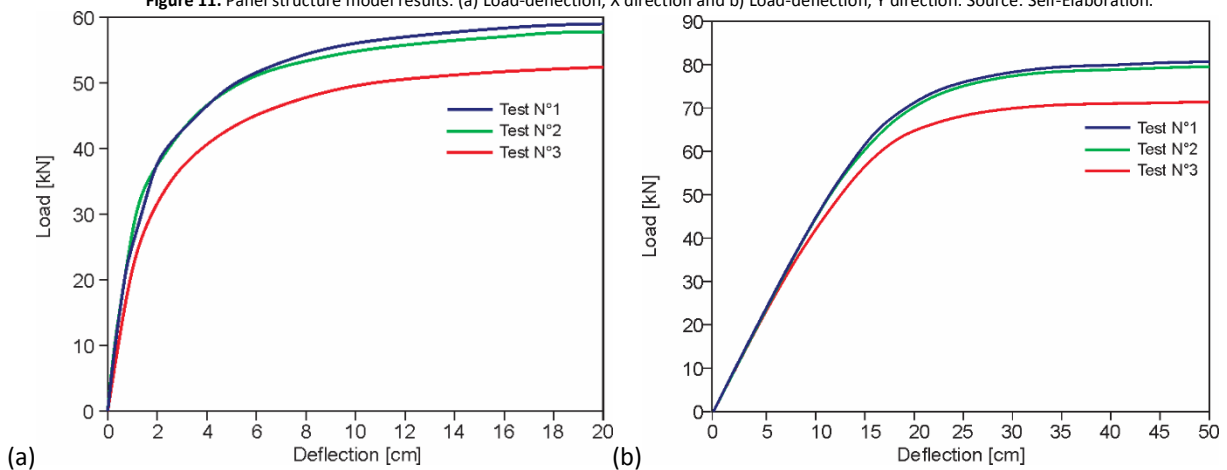 Figure 11. Panel structure model results: (a) Load-deflection, X direction and b) Load-deflection, Y direction. Source: Self-Elaboration.
60
50
40
30
20
10
0
Load [kN]
Test N°1
Test N°2
Test N°3
0 2 4 6 8 10 12 14 16 18 20
Deflection [cm]
(a)
90
80
70
60
50
40
30
20
10
0
Load [kN]
Test N°1
Test N°2
Test N°3
0 5 10 15 20 25 30 35 40 45 50
Deflection [cm]
(b)